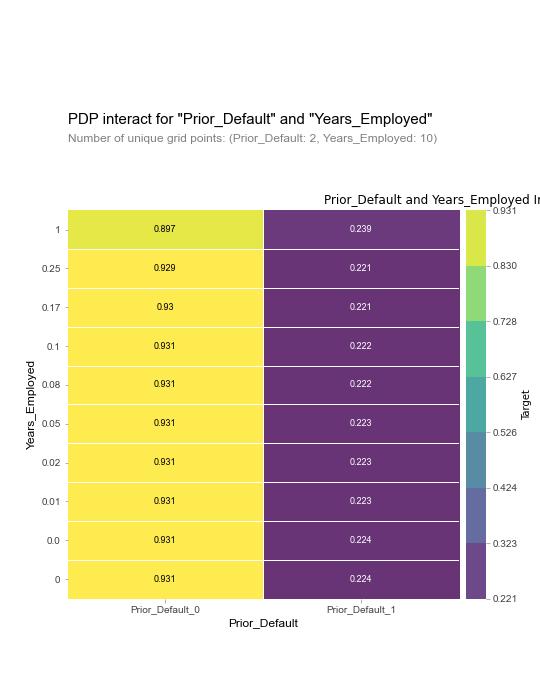 PDP interact for "Prior_Default" and "Years_Employed"
Number of unique grid points: (Prior_Default: 2, Years_Employed: 10)
Prior_Default and Years_Employed In
1 0.897 0.239 0.931
0.25 0.929 0.221 0.830
0.17 0.93 0.221 0.728
0.1 0.931 0.222 0.627
0.08 0.931 0.222
0.05 0.931 0.223 0.526
0.02 0.931 0.223 0.424
0.01 0.931 0.223
0.0 0.931 0.224 0.323
0 0.931 0.224 0.221
Years_Employed
Target
Prior_Default_0 Prior_Default_1
Prior_Default